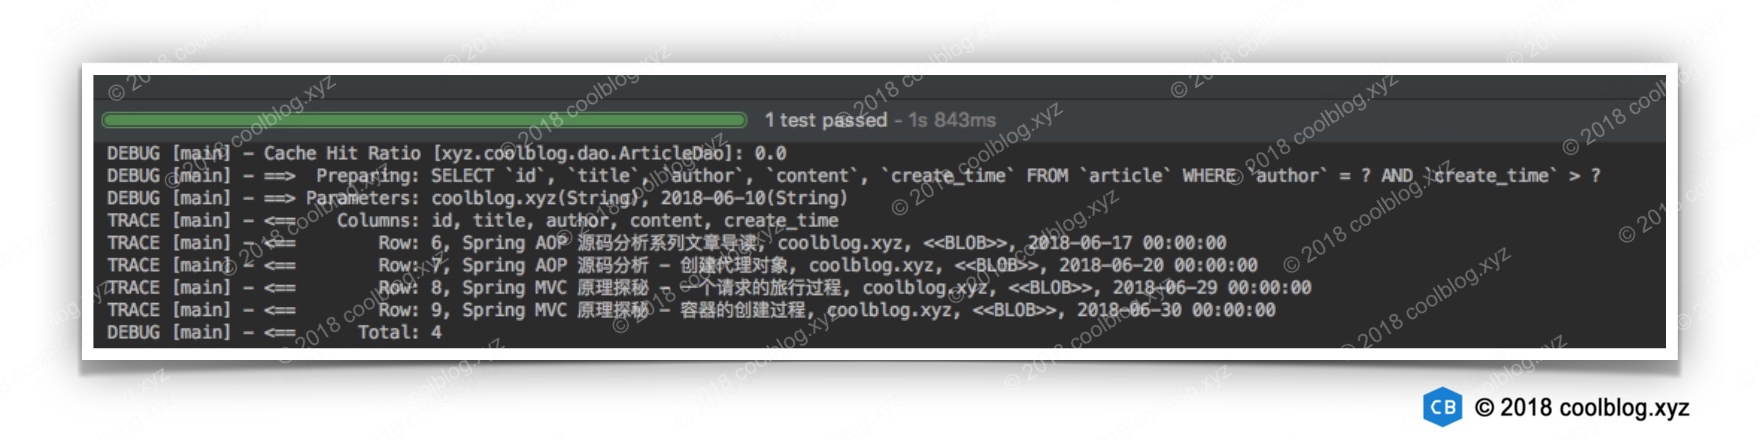 1 test passed - 1s 843ms
DEBUG [main] - Cache Hit Ratio [xyz.coolblog.dao.ArticleDao]: 0.0
DEBUG [main] - ==>  Preparing: SELECT `id`, `title`, `author`, `content`, `create_time` FROM `article` WHERE `author` = ? AND `create_time` > ?
DEBUG [main] - ==> Parameters: coolblog.xyz(String), 2018-06-10(String)
TRACE [main] - <==    Columns: id, title, author, content, create_time
TRACE [main] - <==        Row: 6, Spring AOP 源码分析系列文章导读, coolblog.xyz, <<BLOB>>, 2018-06-17 00:00:00
TRACE [main] - <==        Row: 7, Spring AOP 源码分析 - 创建代理对象, coolblog.xyz, <<BLOB>>, 2018-06-20 00:00:00
TRACE [main] - <==        Row: 8, Spring MVC 原理探秘 - 一个请求的旅行过程, coolblog.xyz, <<BLOB>>, 2018-06-29 00:00:00
TRACE [main] - <==        Row: 9, Spring MVC 原理探秘 - 容器的创建过程, coolblog.xyz, <<BLOB>>, 2018-06-30 00:00:00
DEBUG [main] - <==      Total: 4
CB © 2018 coolblog.xyz